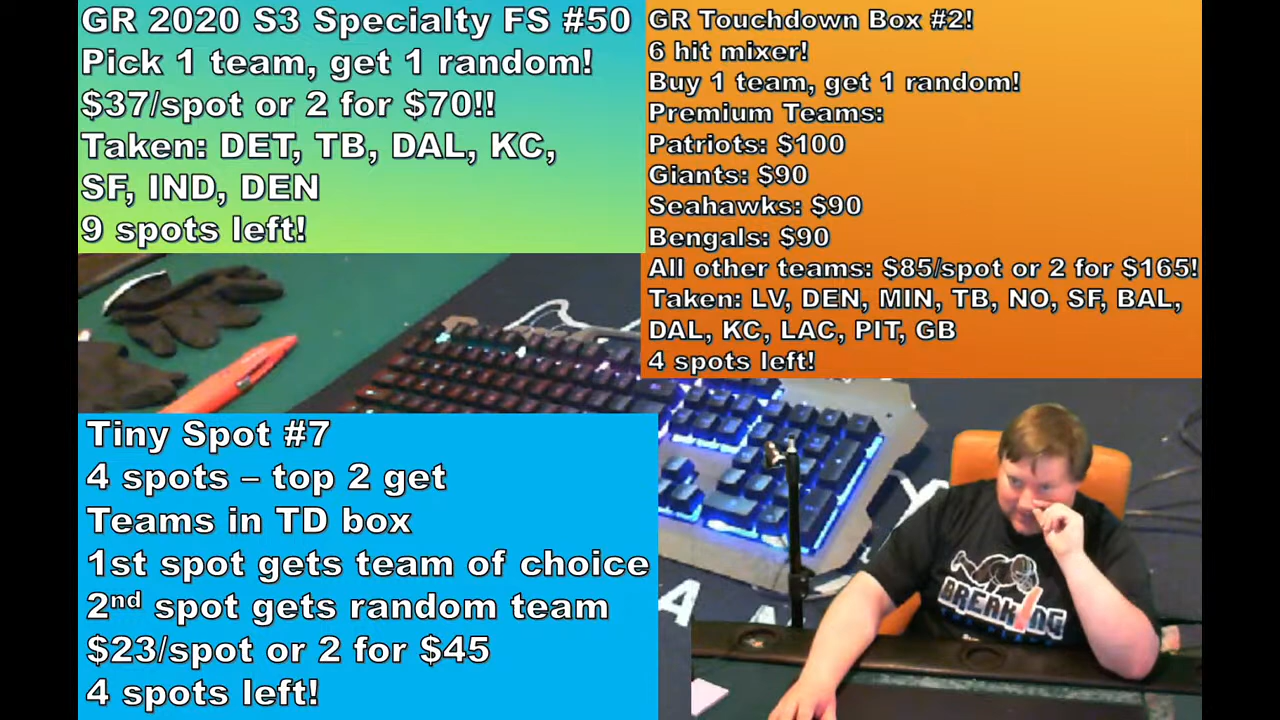 GR 2020 S3 Specialty FS #50
Pick 1 team, get 1 random!
$37/spot or 2 for $70!!
Taken: DET, TB, DAL, KC,
SF, IND, DEN
9 spots left!
GR Touchdown Box #2!
6 hit mixer!
Buy 1 team, get 1 random!
Premium Teams:
Patriots: $100
Giants: $90
Seahawks: $90
Bengals: $90
All other teams: $85/spot or 2 for $165!
Taken: LV, DEN, MIN, TB, NO, SF, BAL,
DAL, KC, LAC, PIT, GB
4 spots left!
Tiny Spot #7
4 spots – top 2 get
Teams in TD box
1st spot gets team of choice
2nd spot gets random team
$23/spot or 2 for $45
4 spots left!
BREAKING